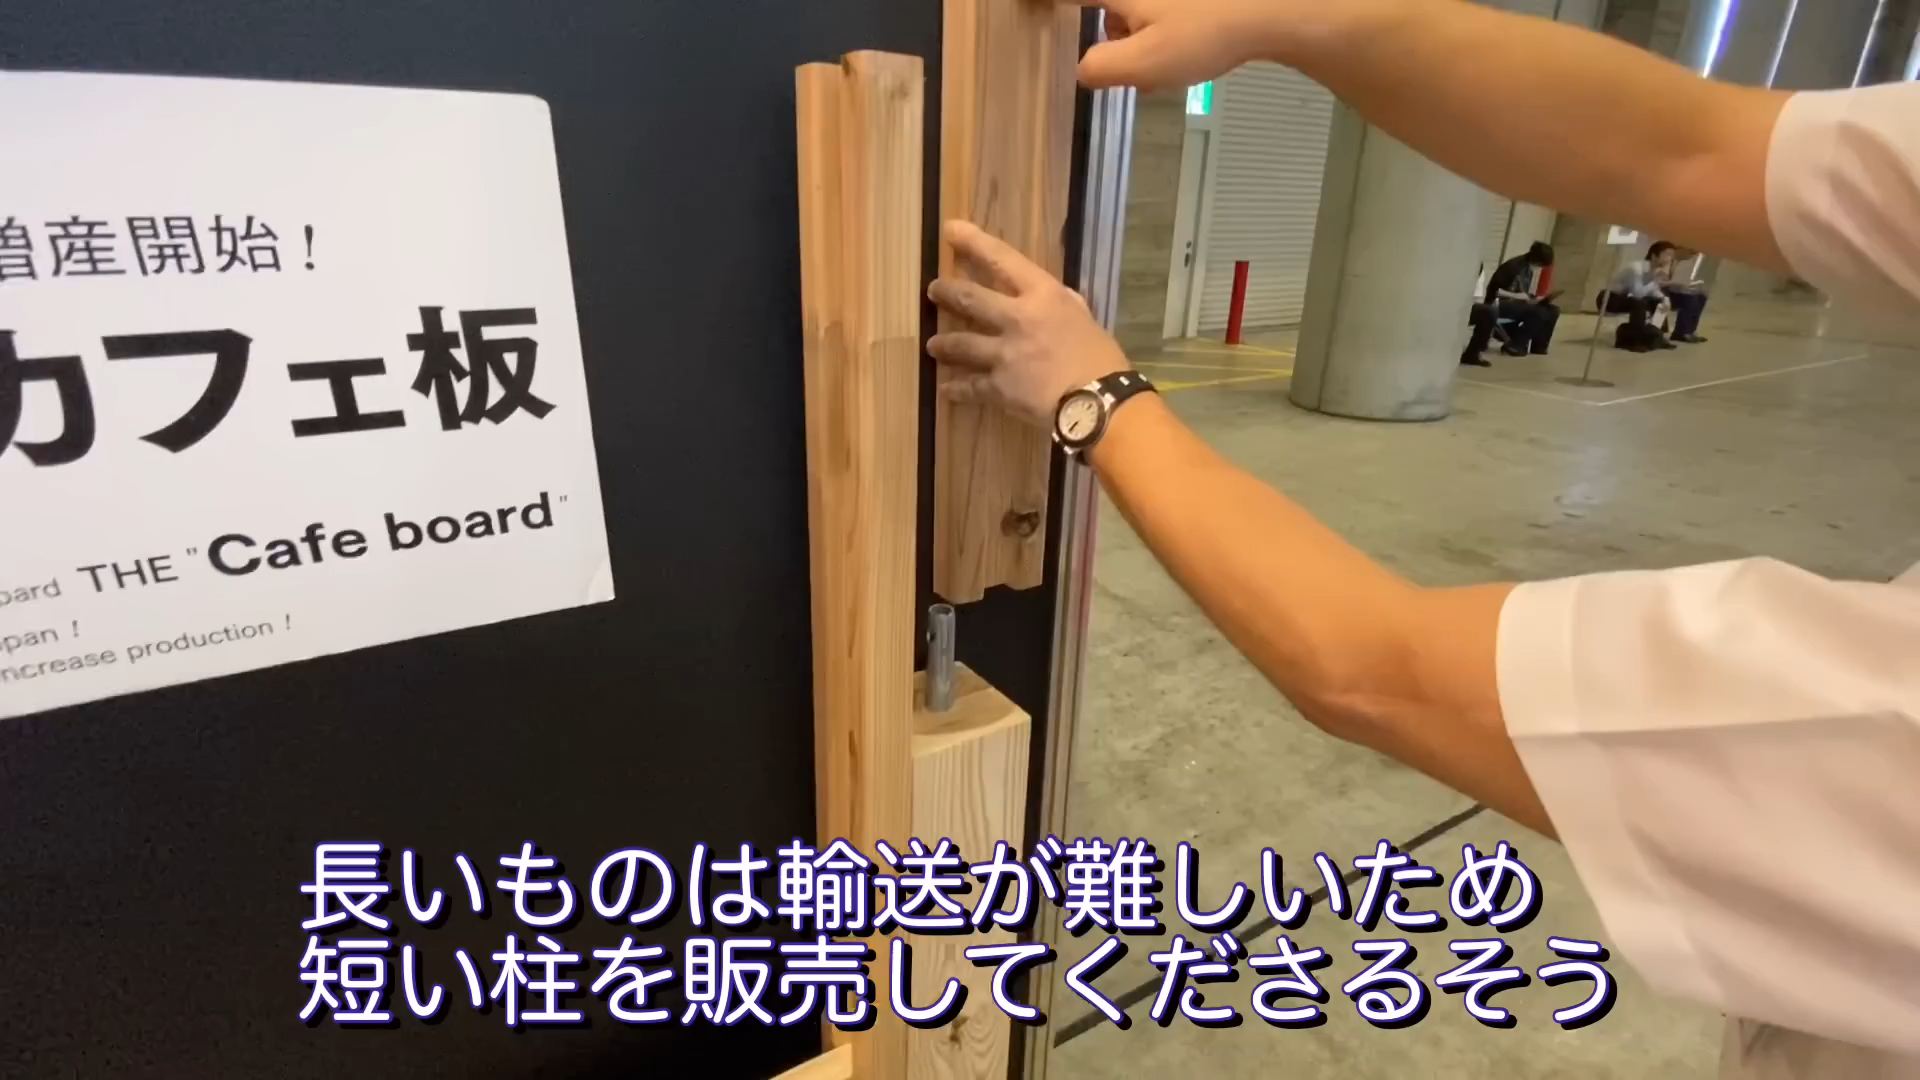 増産開始！
カフェ板
THE "Cafe board"
increase production！
長いものは輸送が難しいため
短い柱を販売してくださるそう